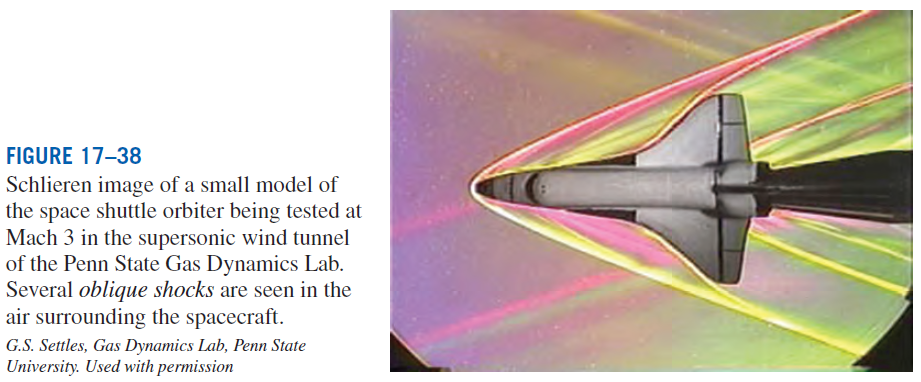 FIGURE 17–38
Schlieren image of a small model of
the space shuttle orbiter being tested at
Mach 3 in the supersonic wind tunnel
of the Penn State Gas Dynamics Lab.
Several oblique shocks are seen in the
air surrounding the spacecraft.
G.S. Settles, Gas Dynamics Lab, Penn State
University. Used with permission